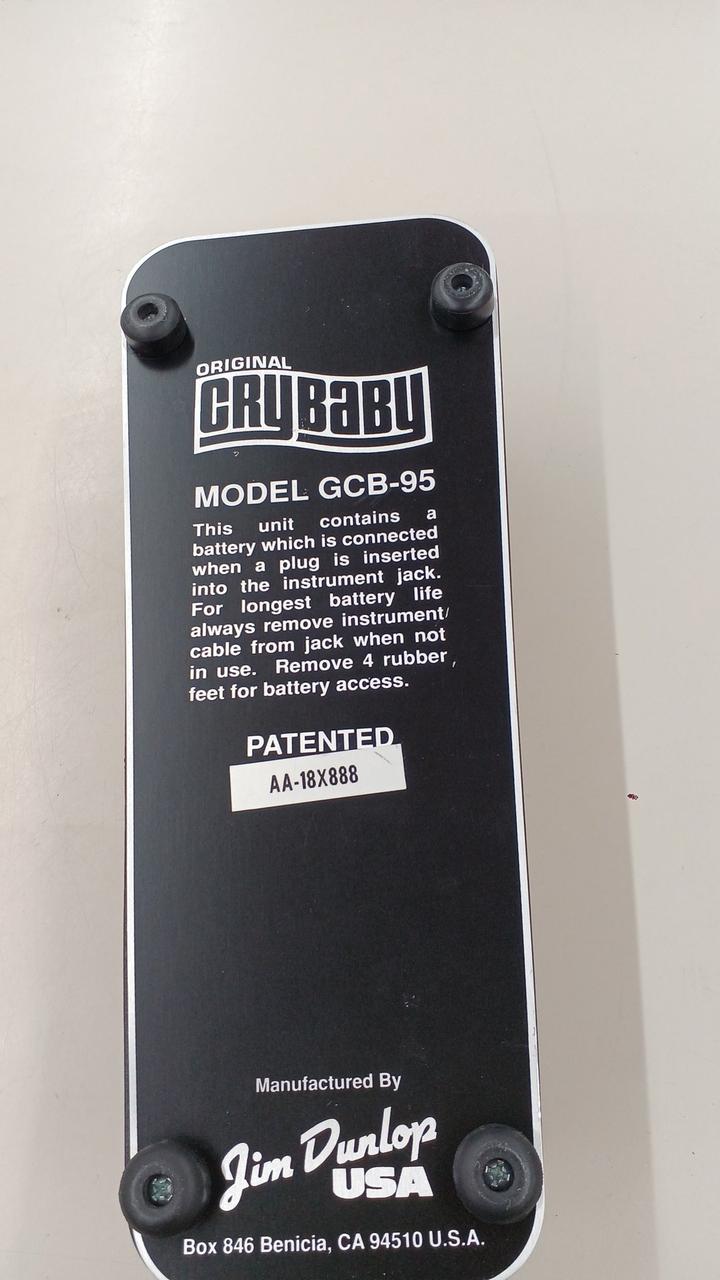 ORIGINAL
CRYBABY
MODEL GCB-95
This unit contains a
battery which is connected
when a plug is inserted
into the instrument jack.
For longest battery life
always remove instrument/
cable from jack when not
in use. Remove 4 rubber,
feet for battery access.
PATENTED
AA-18X888
Manufactured By
Jim Dunlop
USA
Box 846 Benicia, CA 94510 U.S.A.